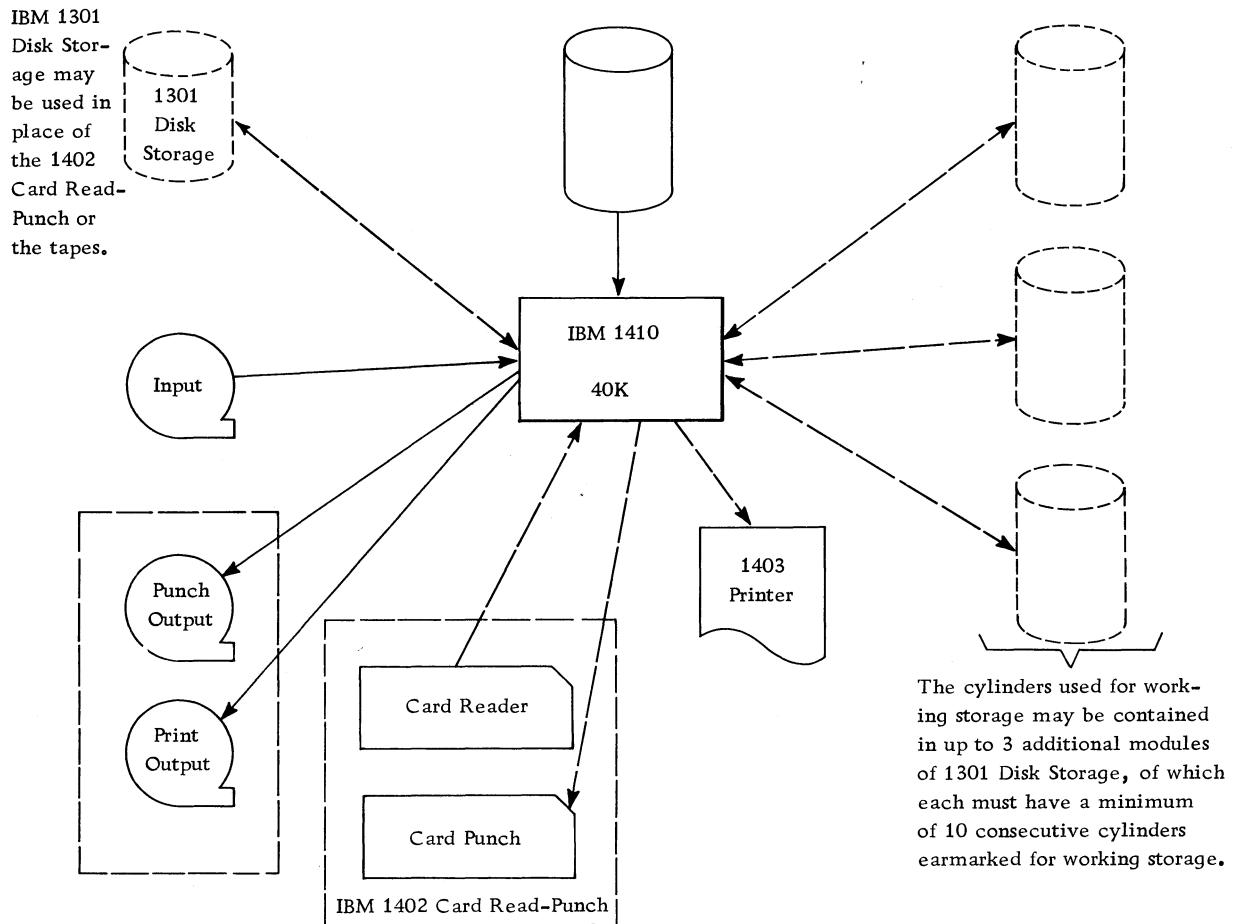 IBM 1301
Disk Stor-
age may
be used in
place of
the 1402
Card Read-
Punch or
the tapes.
1301
Disk
Storage
IBM 1410
40K
Input
Punch
Output
Print
Output
Card Reader
Card Punch
IBM 1402 Card Read-Punch
1403
Printer
The cylinders used for work-
ing storage may be contained
in up to 3 additional modules
of 1301 Disk Storage, of which
each must have a minimum
of 10 consecutive cylinders
earmarked for working storage.